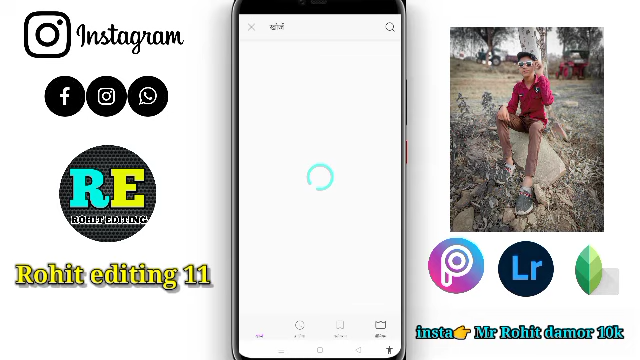 Instagram
खोजें
RE
ROHIT EDITING
Rohit editing 11
Lr
insta👉 Mr Rohit damor 10k